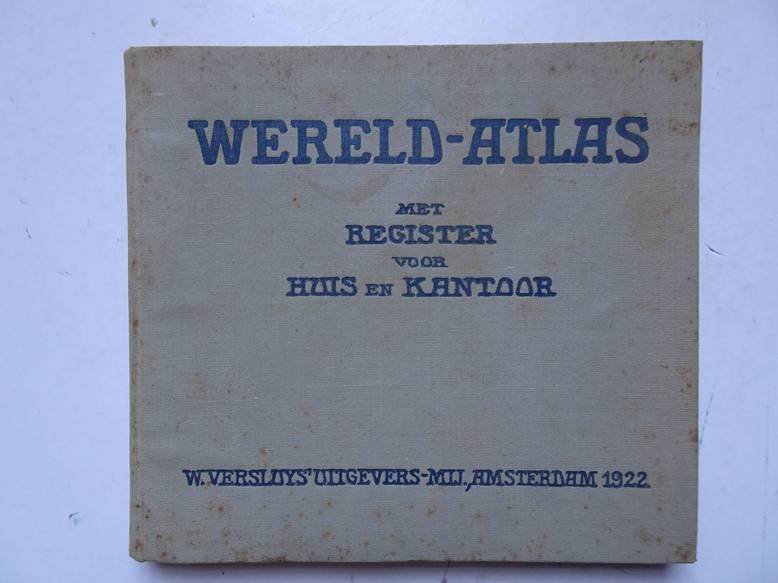 WERELD-ATLAS
MET
REGISTER
VOOR
HUIS EN KANTOOR
W. VERSLUYS' UITGEVERS-MIJ., AMSTERDAM 1922.